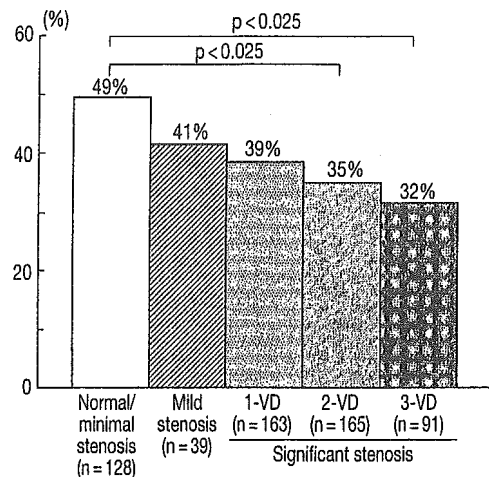 (%)
p<0.025
p<0.025
60
40
20
0
49%
41%
39%
35%
32%
Normal/
minimal
stenosis
(n=128)
Mild
stenosis
(n=39)
1-VD
(n=163)
2-VD
(n=165)
3-VD
(n=91)
Significant stenosis